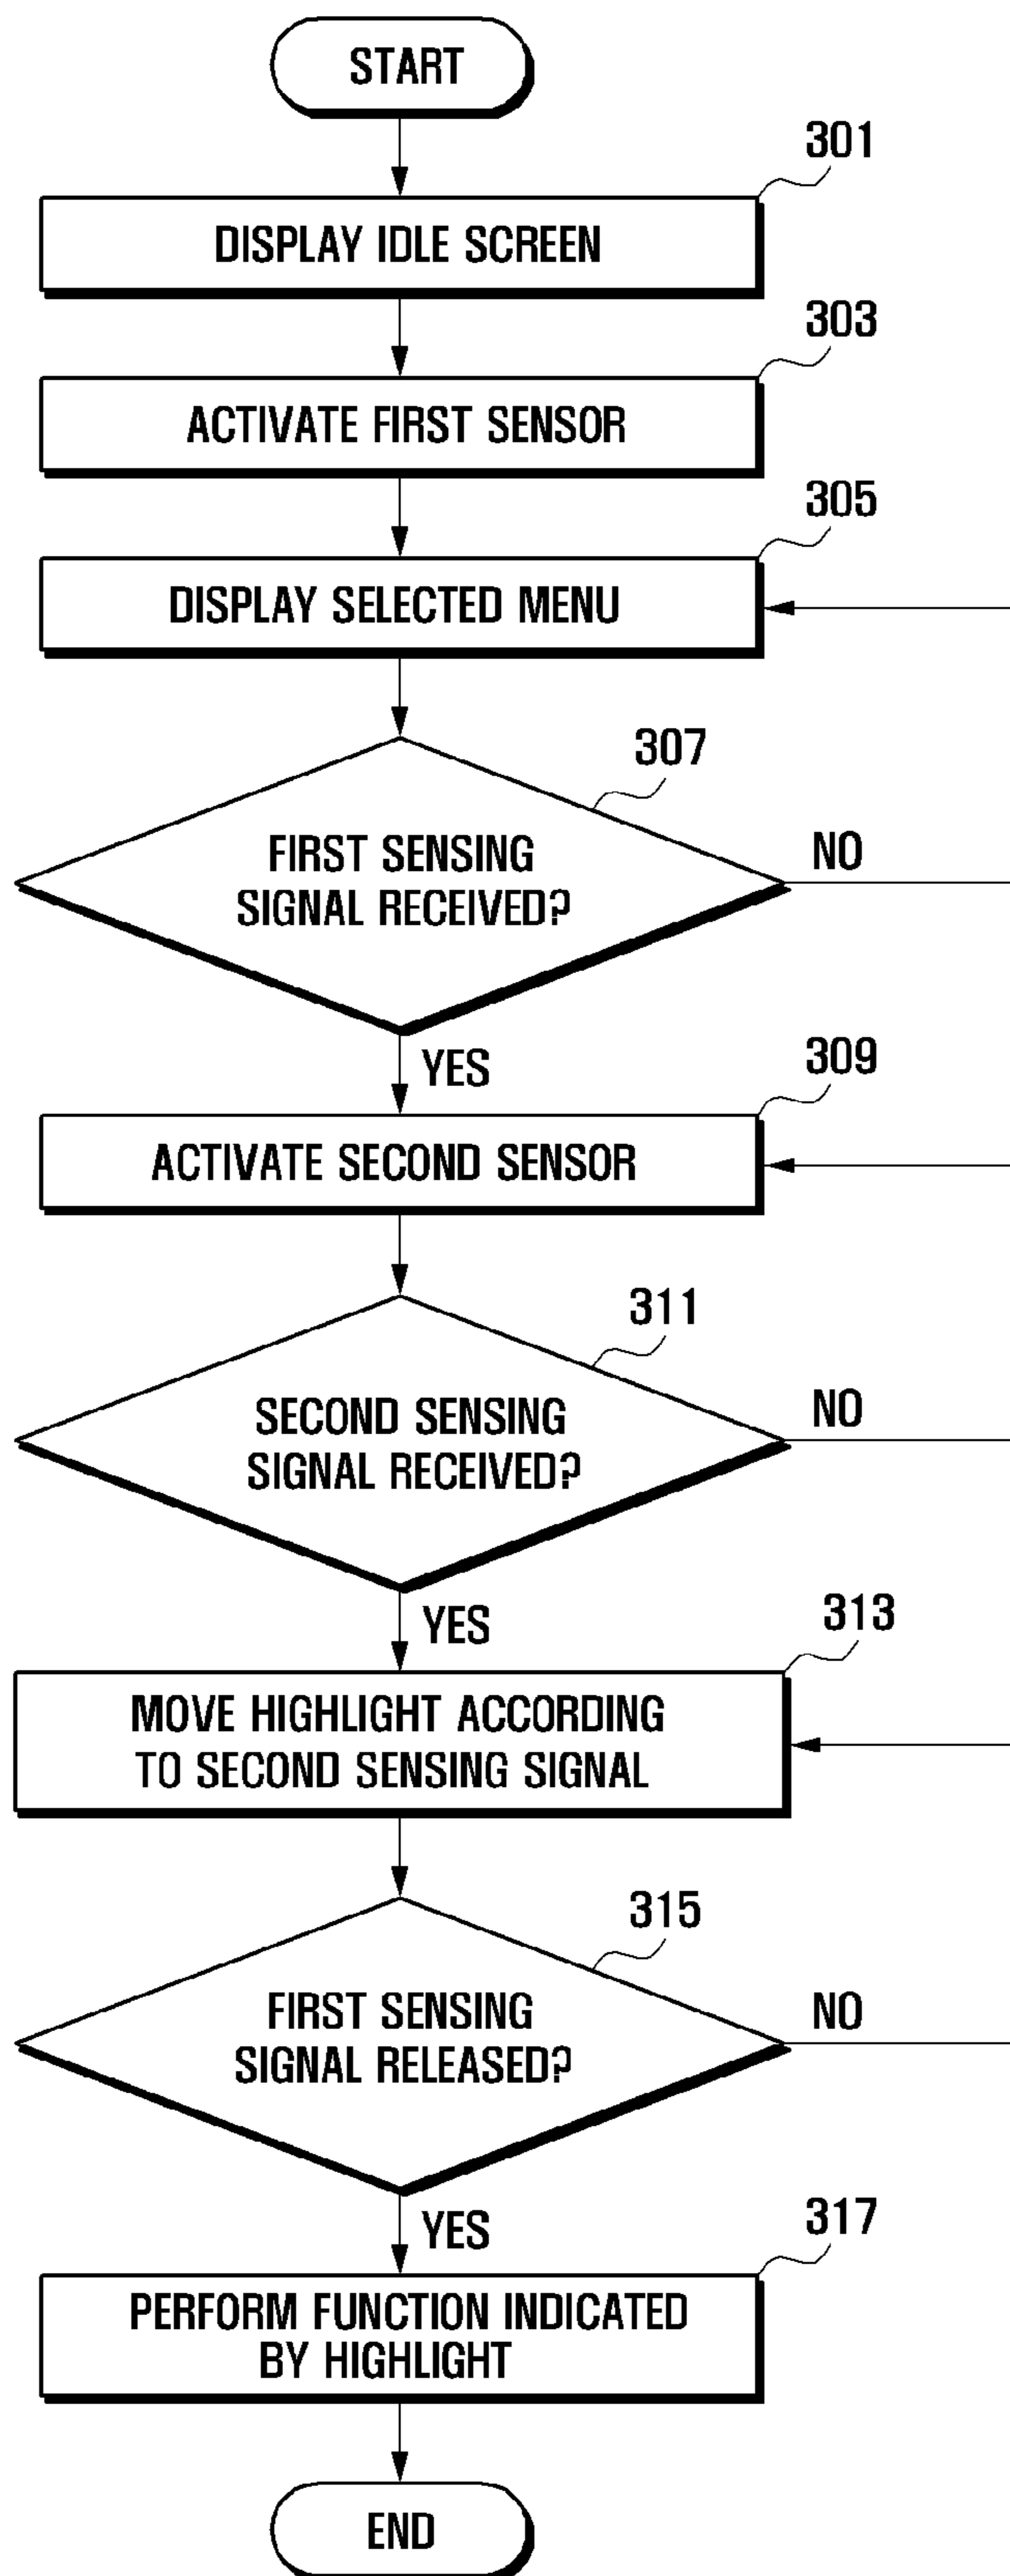 START
301
DISPLAY IDLE SCREEN
303
ACTIVATE FIRST SENSOR
305
DISPLAY SELECTED MENU
307
FIRST SENSING
SIGNAL RECEIVED?
NO
YES
309
ACTIVATE SECOND SENSOR
311
SECOND SENSING
SIGNAL RECEIVED?
NO
YES
313
MOVE HIGHLIGHT ACCORDING
TO SECOND SENSING SIGNAL
315
FIRST SENSING
SIGNAL RELEASED?
NO
YES
317
PERFORM FUNCTION INDICATED
BY HIGHLIGHT
END